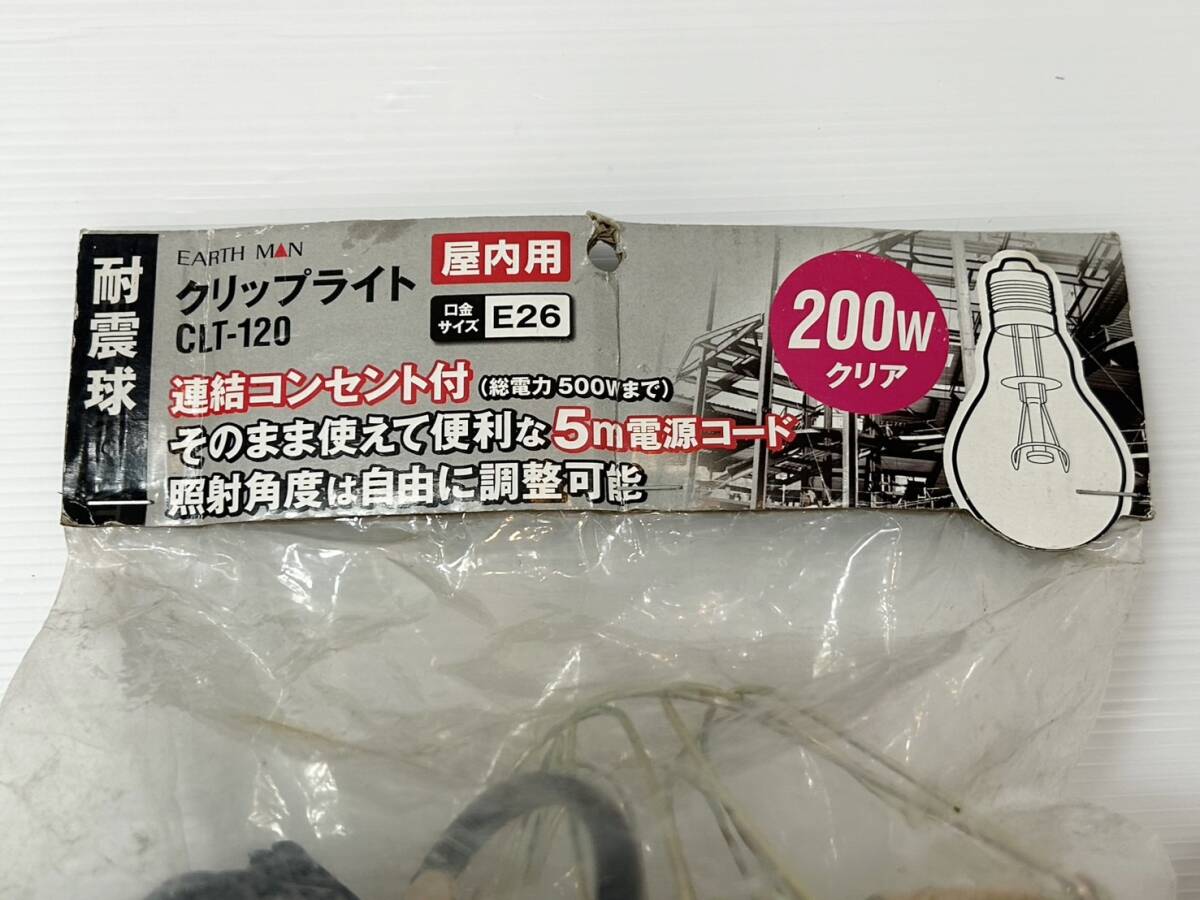 耐震球
EARTH MAN
クリップライト
CLT-120
屋内用
口金
サイズ
E26
連結コンセント付(総電力500Wまで)
そのまま使えて便利な5m電源コード
照射角度は自由に調整可能
200W
クリア